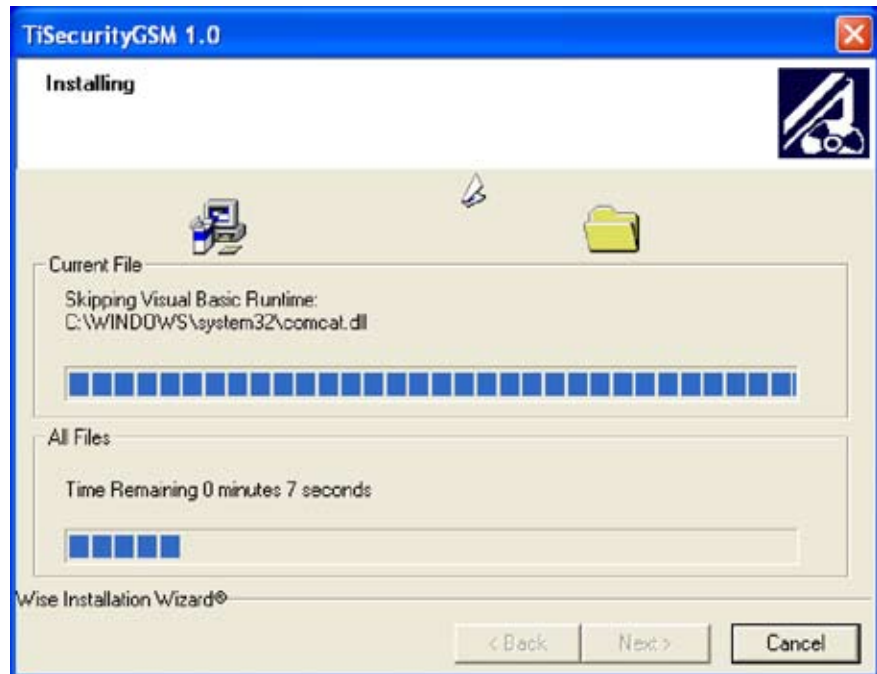 TiSecurityGSM 1.0
Installing
Current File
Skipping Visual Basic Runtime:
C:\WINDOWS\system32\comcat.dll
All Files
Time Remaining 0 minutes 7 seconds
Wise Installation Wizard®
< Back Next > Cancel